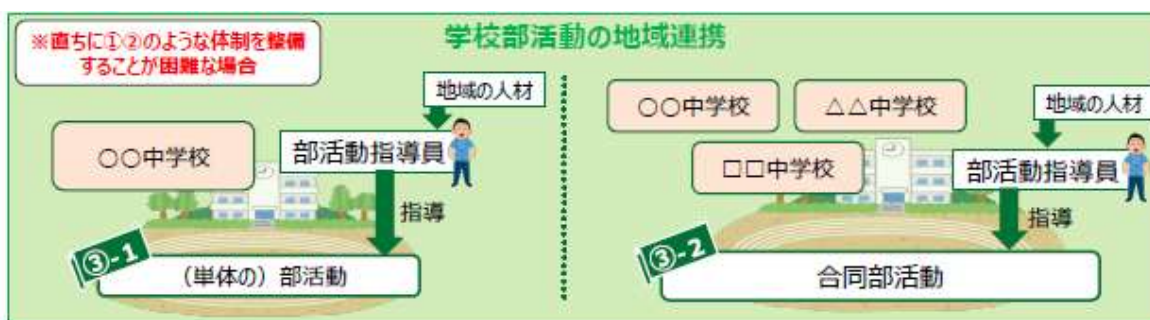 学校部活動の地域連携
※直ちに①②のような体制を整備
することが困難な場合
地域の人材
〇〇中学校
部活動指導員
指導
③-1
(単体の)部活動
〇〇中学校
△△中学校
地域の人材
□□中学校
部活動指導員
指導
③-2
合同部活動